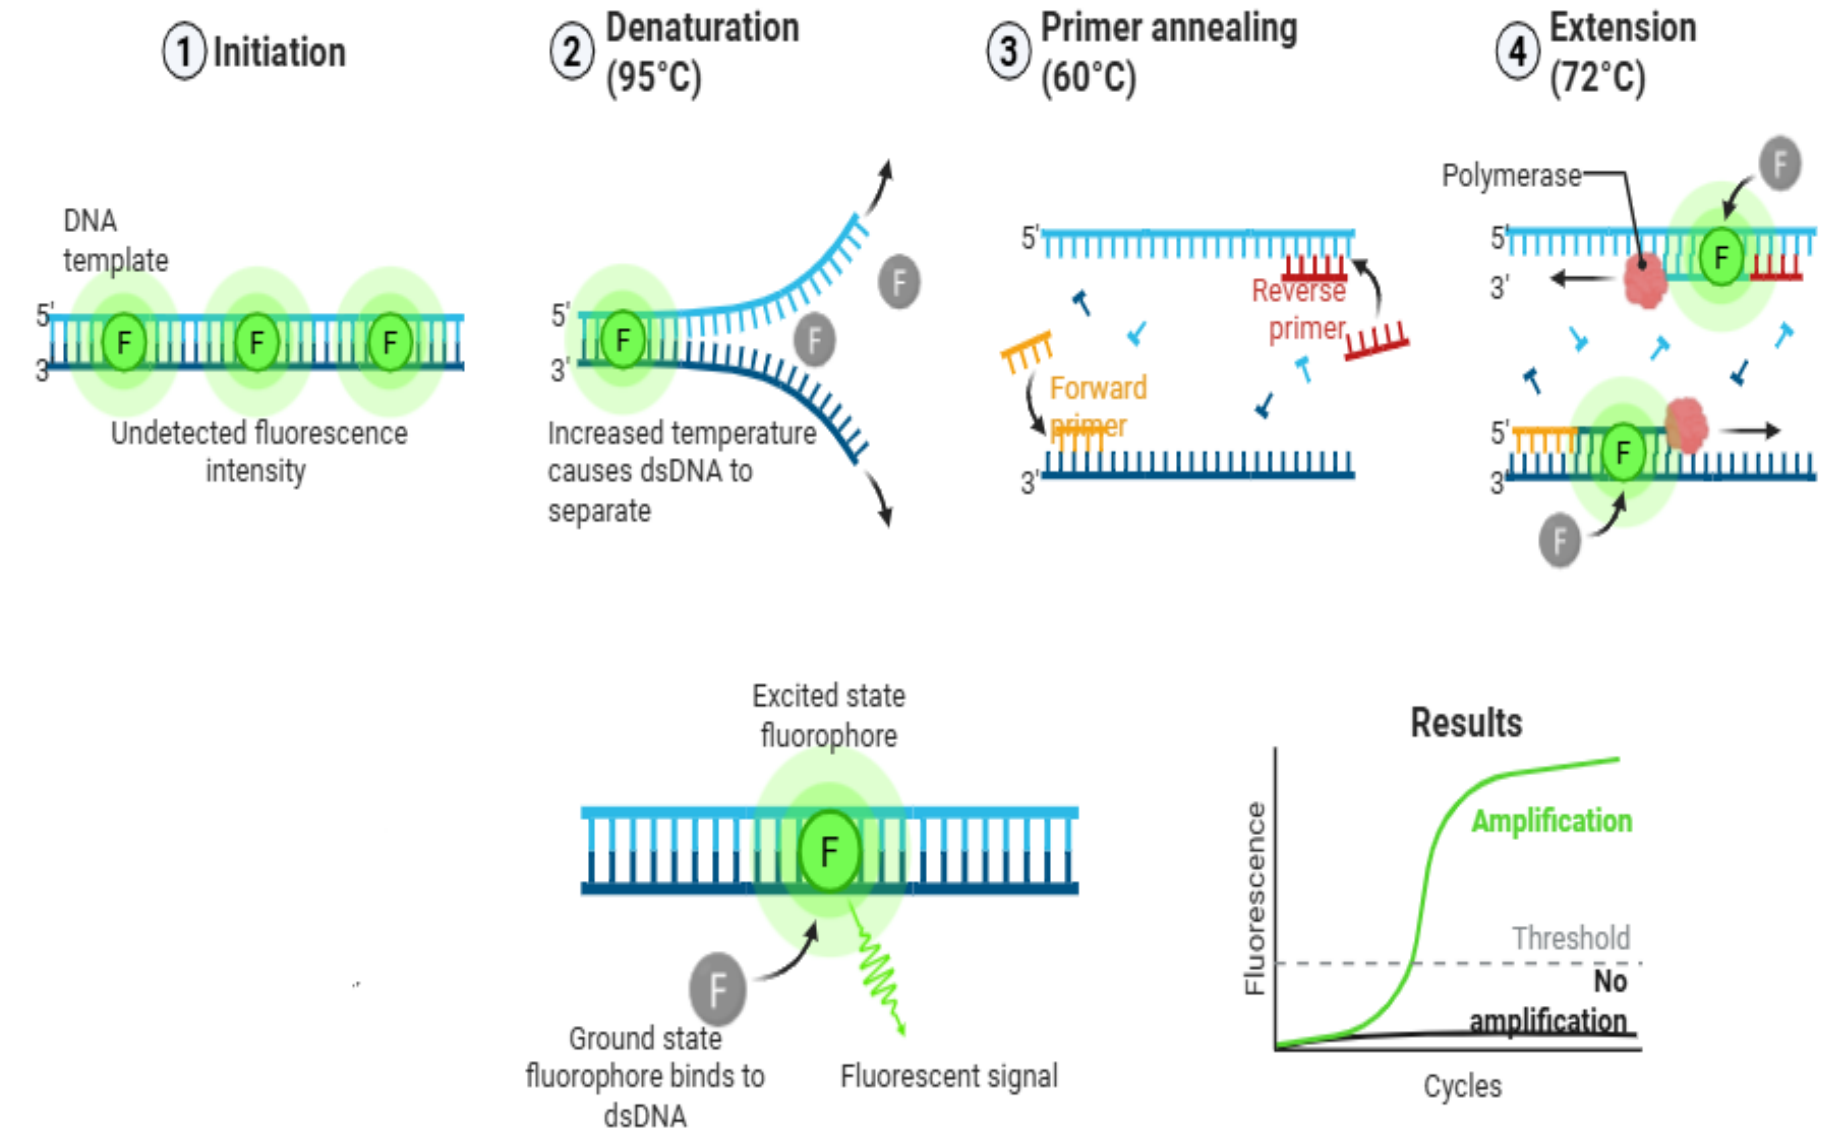 1 Initiation
2 Denaturation
(95°C)
3 Primer annealing
(60°C)
4 Extension
(72°C)
DNA
template
5'
3'
F F F
Undetected fluorescence
intensity
5'
3'
F
F
F
Increased temperature
causes dsDNA to
separate
5'
Reverse
primer
Forward
primer
3'
Polymerase
F
5'
F
3'
5'
F
3'
F
Excited state
fluorophore
F
F
Ground state
fluorophore binds to
dsDNA
Fluorescent signal
Results
Fluorescence
Amplification
Threshold
No
amplification
Cycles